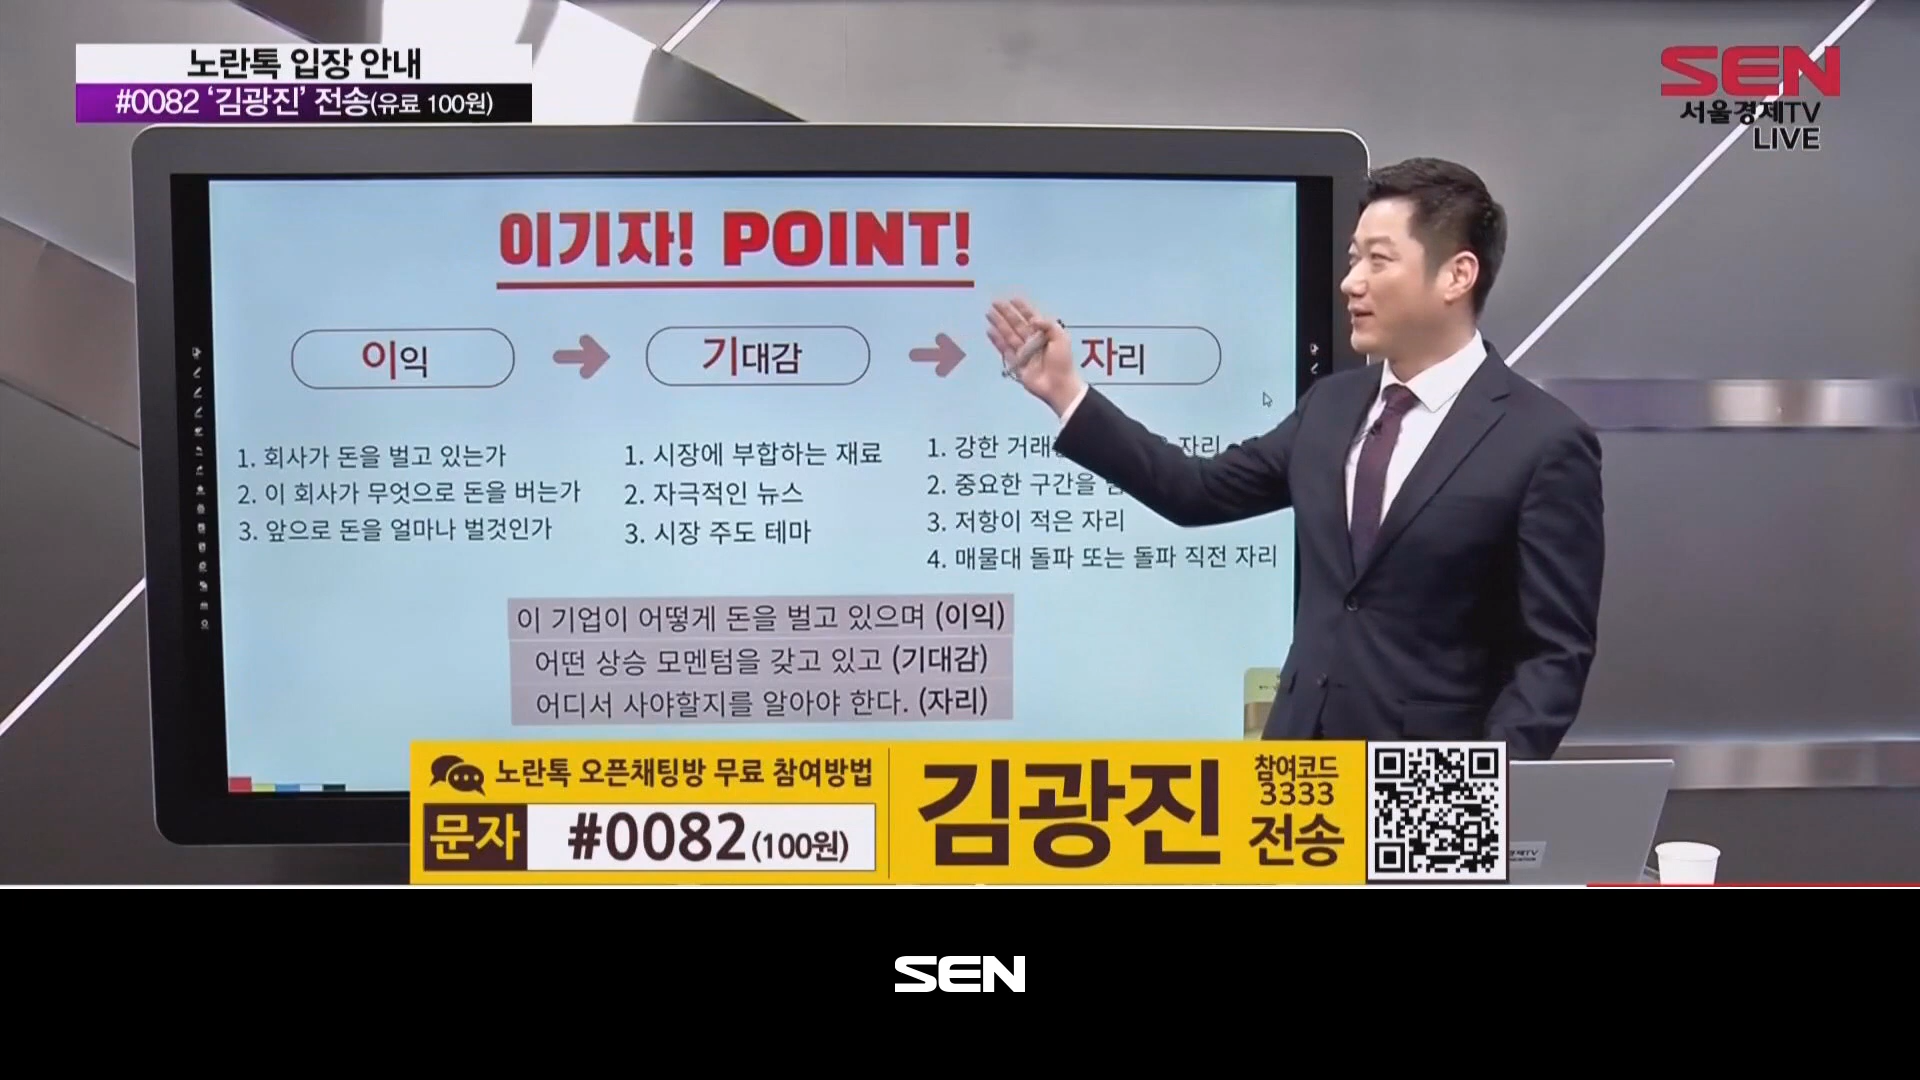 노란톡 입장 안내
#0082 ‘김광진’ 전송(유료 100원)
SEN
서울경제TV
LIVE
이기자! POINT!
이익
기대감
자리
1. 회사가 돈을 벌고 있는가
2. 이 회사가 무엇으로 돈을 버는가
3. 앞으로 돈을 얼마나 벌것인가
1. 시장에 부합하는 재료
2. 자극적인 뉴스
3. 시장 주도 테마
1. 강한 자리
2. 중요한 구간을
3. 저항이 적은 자리
4. 매물대 돌파 또는 돌파 직전 자리
이 기업이 어떻게 돈을 벌고 있으며 (이익)
어떤 상승 모멘텀을 갖고 있고 (기대감)
어디서 사야할지를 알아야 한다. (자리)
노란톡 오픈채팅방 무료 참여방법
문자 #0082(100원)
김광진
참여코드
3333
전송
SEN